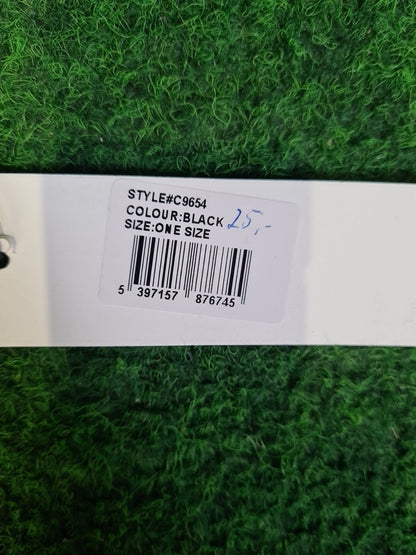 STYLE#C9654
COLOUR:BLACK 25,-
SIZE:ONE SIZE
5 397157 876745